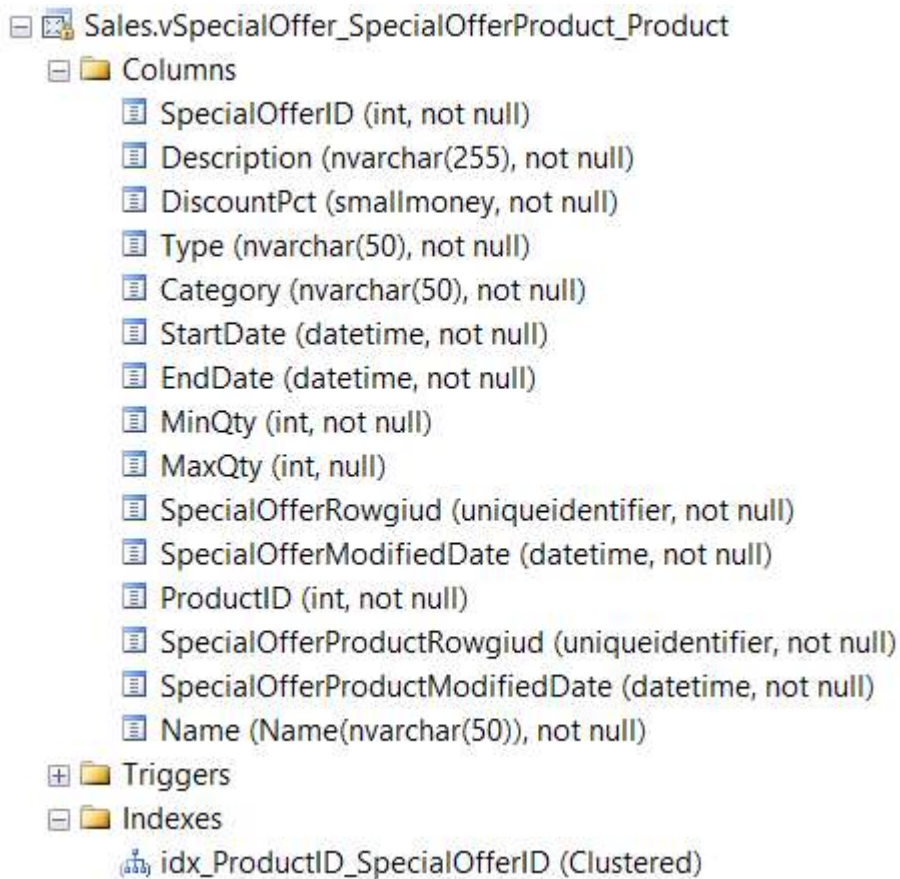 Sales.vSpecialOffer_SpecialOfferProduct_Product
Columns
SpecialOfferID (int, not null)
Description (nvarchar(255), not null)
DiscountPct (smallmoney, not null)
Type (nvarchar(50), not null)
Category (nvarchar(50), not null)
StartDate (datetime, not null)
EndDate (datetime, not null)
MinQty (int, not null)
MaxQty (int, null)
SpecialOfferRowgiud (uniqueidentifier, not null)
SpecialOfferModifiedDate (datetime, not null)
ProductID (int, not null)
SpecialOfferProductRowgiud (uniqueidentifier, not null)
SpecialOfferProductModifiedDate (datetime, not null)
Name (Name(nvarchar(50)), not null)
Triggers
Indexes
idx_ProductID_SpecialOfferID (Clustered)